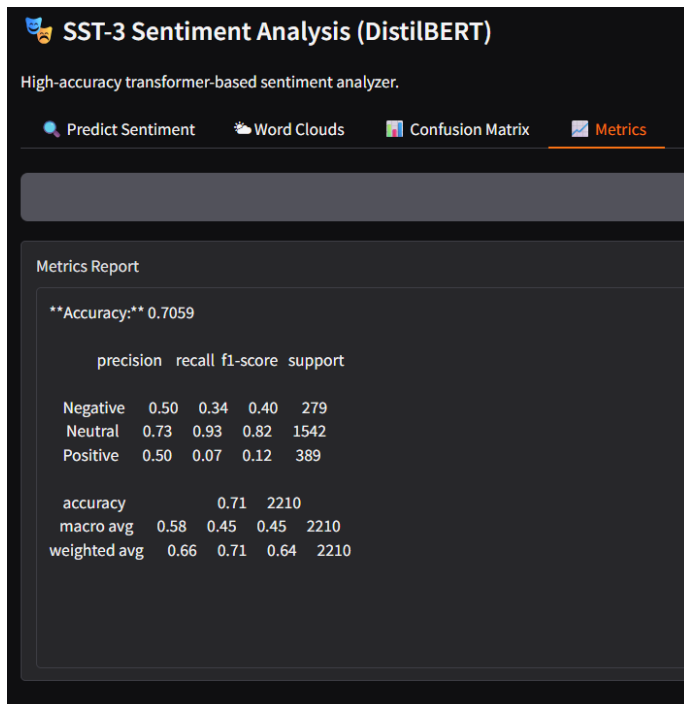 SST-3 Sentiment Analysis (DistilBERT)
High-accuracy transformer-based sentiment analyzer.
Predict Sentiment Word Clouds Confusion Matrix Metrics
Metrics Report
**Accuracy:** 0.7059
precision recall f1-score support
Negative 0.50 0.34 0.40 279
Neutral 0.73 0.93 0.82 1542
Positive 0.50 0.07 0.12 389
accuracy 0.71 2210
macro avg 0.58 0.45 0.45 2210
weighted avg 0.66 0.71 0.64 2210